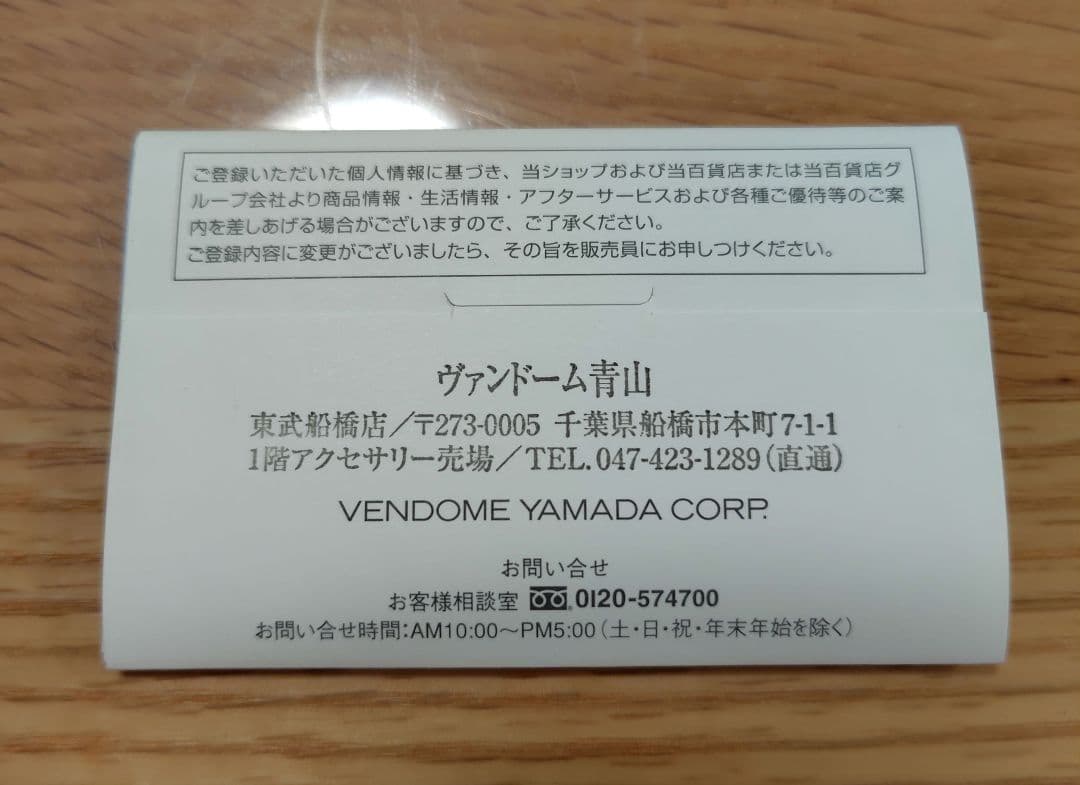 ご登録いただいた個人情報に基づき、当ショップおよび当百貨店または当百貨店グ
ループ会社より商品情報・生活情報・アフターサービスおよび各種ご優待等のご案
内を差しあげる場合がございますので、ご了承ください。
ご登録内容に変更がございましたら、その旨を販売員にお申しつけください。
ヴァンドーム青山
東武船橋店/〒273-0005 千葉県船橋市本町7-1-1
1階アクセサリー売場/TEL.047-423-1289(直通)
VENDOME YAMADA CORP.
お問い合せ
お客様相談室 0120-574700
お問い合せ時間:AM10:00〜PM5:00(土・日・祝・年末年始を除く)